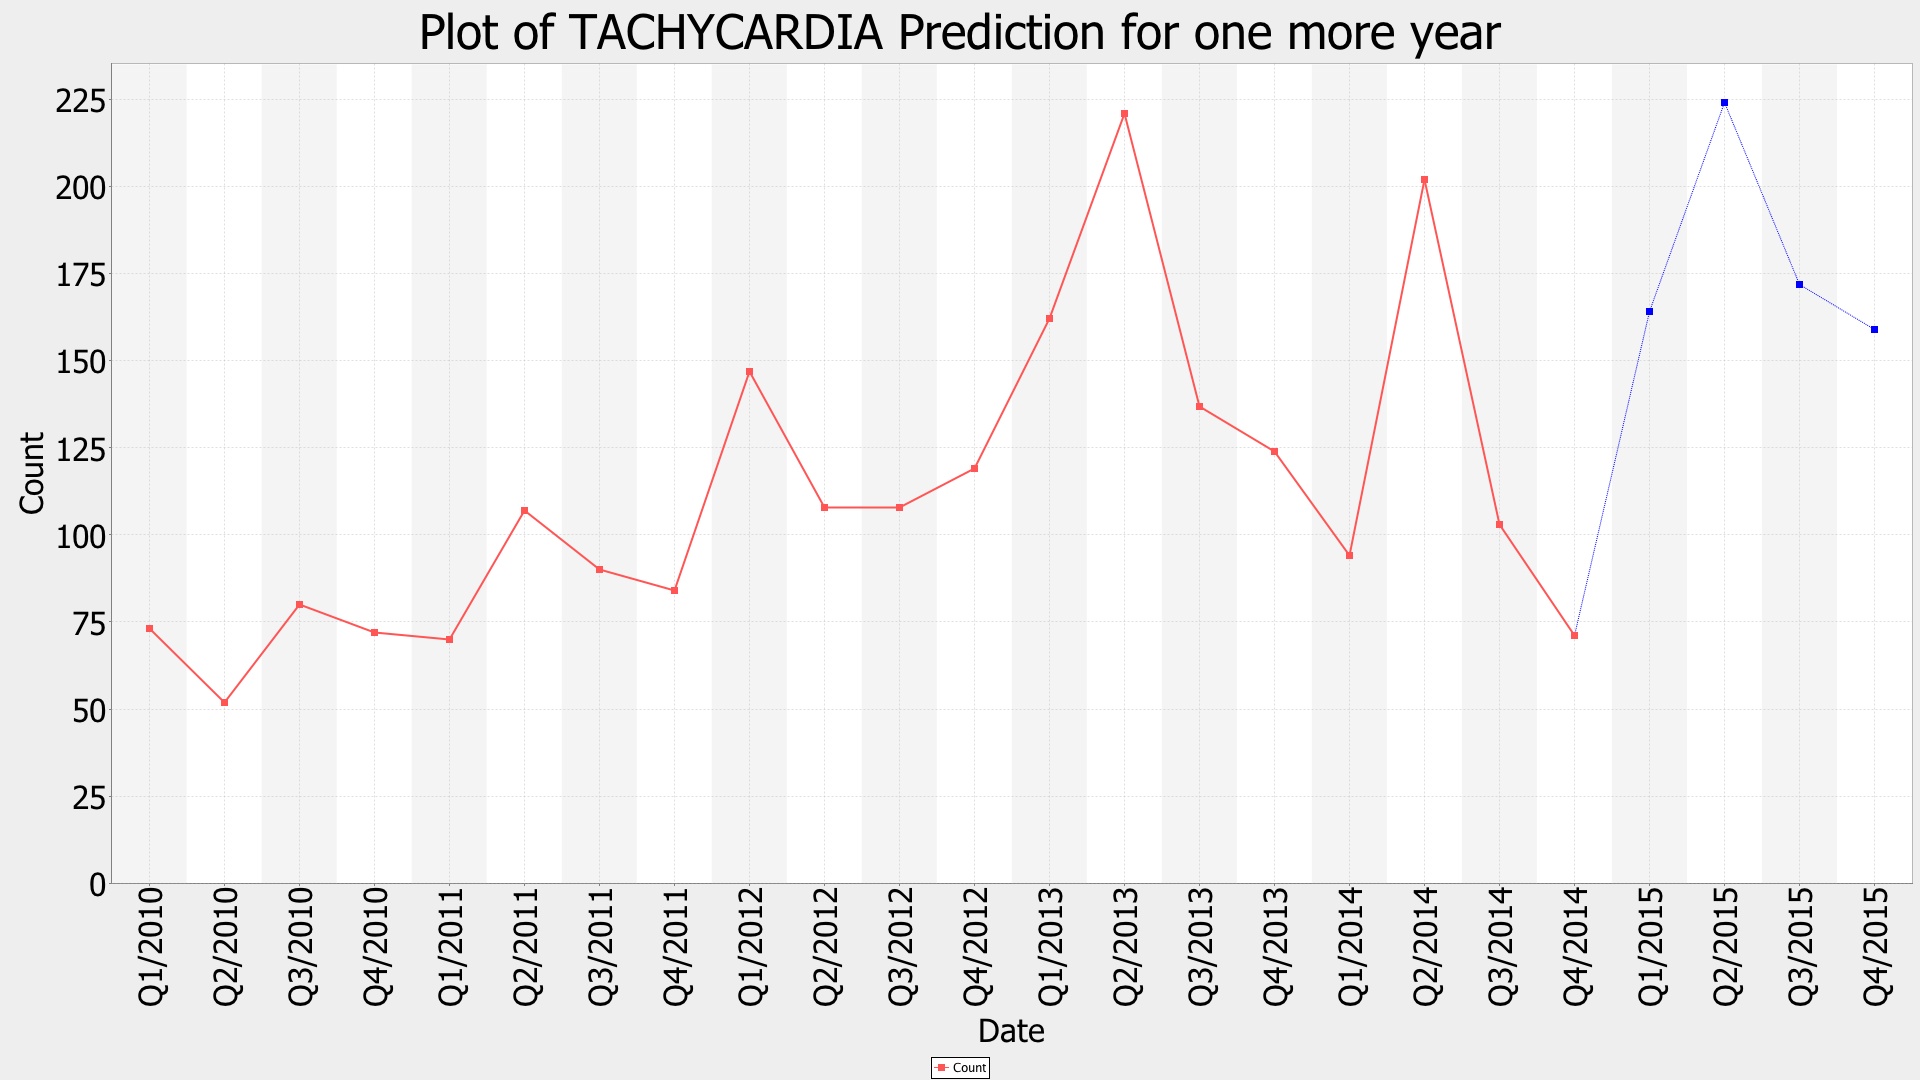 Plot of TACHYCARDIA Prediction for one more year
225
200
175
150
125
100
75
50
25
0
Count
Q1/2010
Q2/2010
Q3/2010
Q4/2010
Q1/2011
Q2/2011
Q3/2011
Q4/2011
Q1/2012
Q2/2012
Q3/2012
Q4/2012
Q1/2013
Q2/2013
Q3/2013
Q4/2013
Q1/2014
Q2/2014
Q3/2014
Q4/2014
Q1/2015
Q2/2015
Q3/2015
Q4/2015
Date
Count